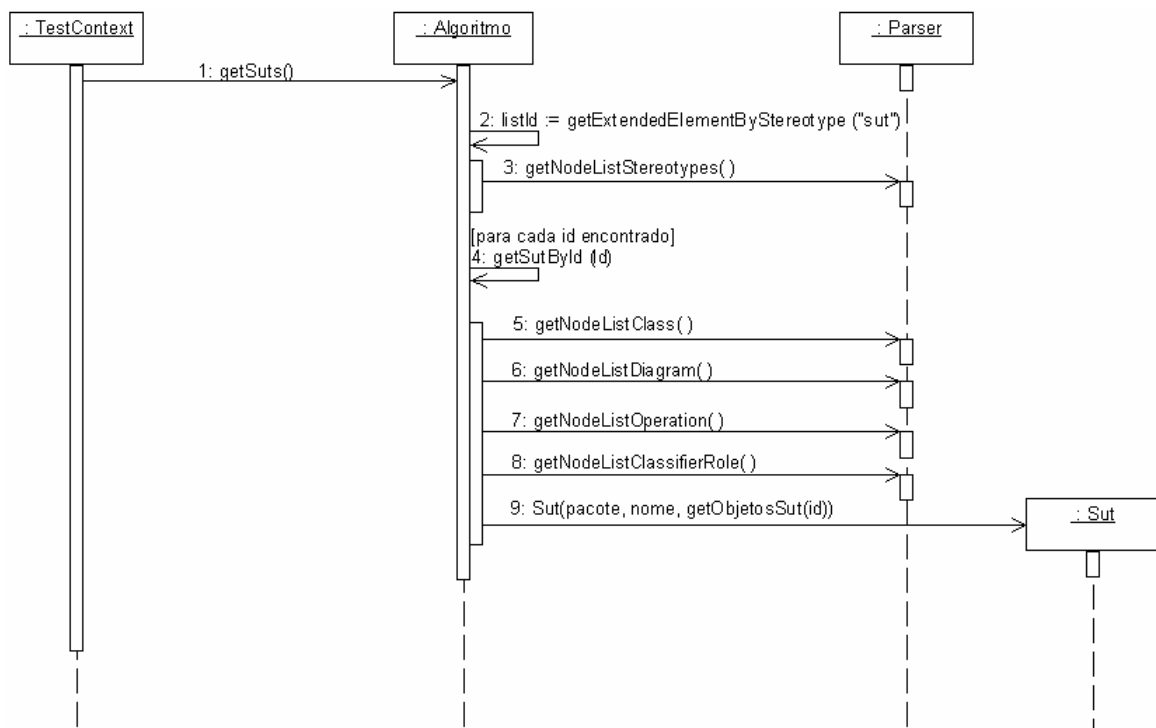 : TestContext
: Algoritmo
: Parser
1: getSuts()
2: listId := getExtendedElementByStereotype ("sut")
3: getNodeListStereotypes( )
[para cada id encontrado]
4: getSutById (Id)
5: getNodeListClass( )
6: getNodeListDiagram( )
7: getNodeListOperation( )
8: getNodeListClassifierRole( )
9: Sut(pacote, nome, getObjetosSut(id))
: Sut